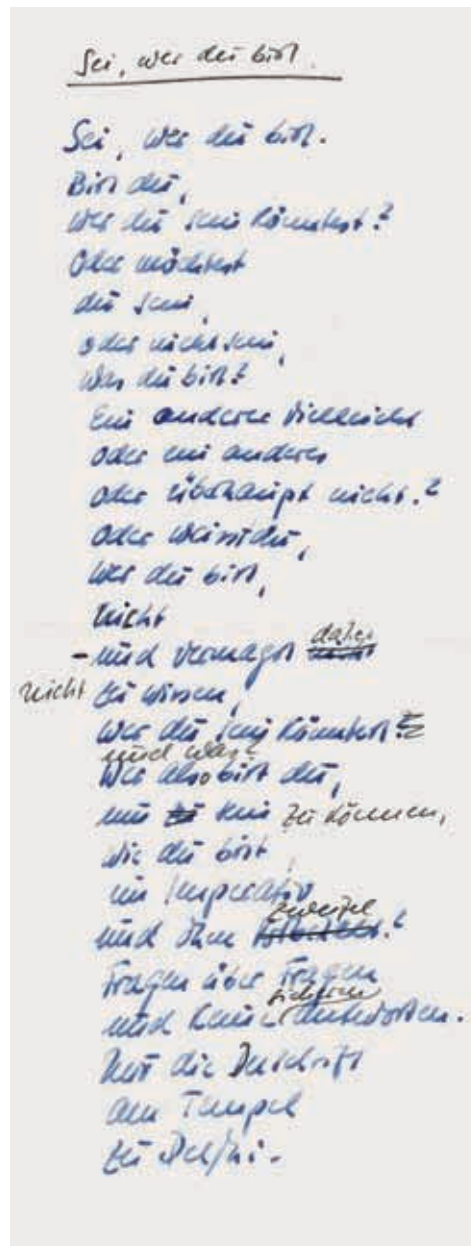 Sei, wer du bist.
Sei, wer du bist.
Bist du,
wer du sein könntest?
Oder möchtest
du sein,
oder nicht sein,
was du bist?
Ein anderer vielleicht
oder ein anderes
oder überhaupt nicht?
Oder weisst du,
wer du bist,
nicht
- und vermagst daher
nicht zu wissen,
wer du sein könntest?
und was?
Wer also bist du,
um sein zu können,
wie du bist
im Imperativ
und ohne Zweifel?
Fragen über Fragen
und keine sicheren Antworten.
Nur die Inschrift
am Tempel
zu Delphi.